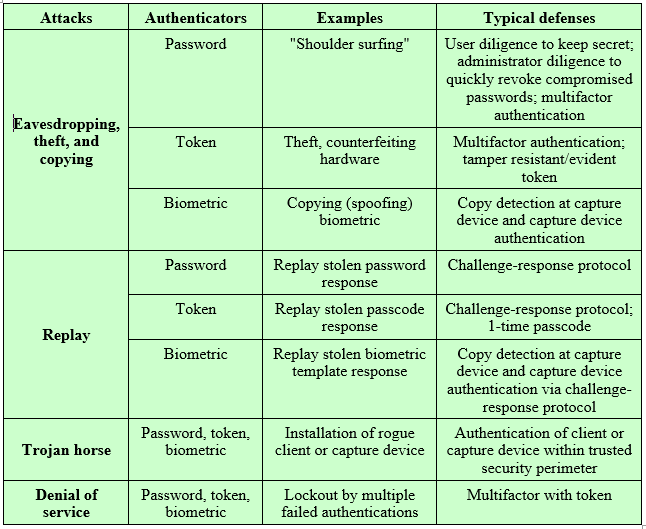 Attacks
Authenticators
Examples
Typical defenses
Eavesdropping,
theft, and
copying
Password
"Shoulder surfing"
User diligence to keep secret;
administrator diligence to
quickly revoke compromised
passwords; multifactor
authentication
Token
Theft, counterfeiting
hardware
Multifactor authentication;
tamper resistant/evident
token
Biometric
Copying (spoofing)
biometric
Copy detection at capture
device and capture device
authentication
Replay
Password
Replay stolen password
response
Challenge-response protocol
Token
Replay stolen passcode
response
Challenge-response protocol;
1-time passcode
Biometric
Replay stolen biometric
template response
Copy detection at capture
device and capture device
authentication via challenge-
response protocol
Trojan horse
Password, token,
biometric
Installation of rogue
client or capture device
Authentication of client or
capture device within trusted
security perimeter
Denial of
service
Password, token,
biometric
Lockout by multiple
failed authentications
Multifactor with token